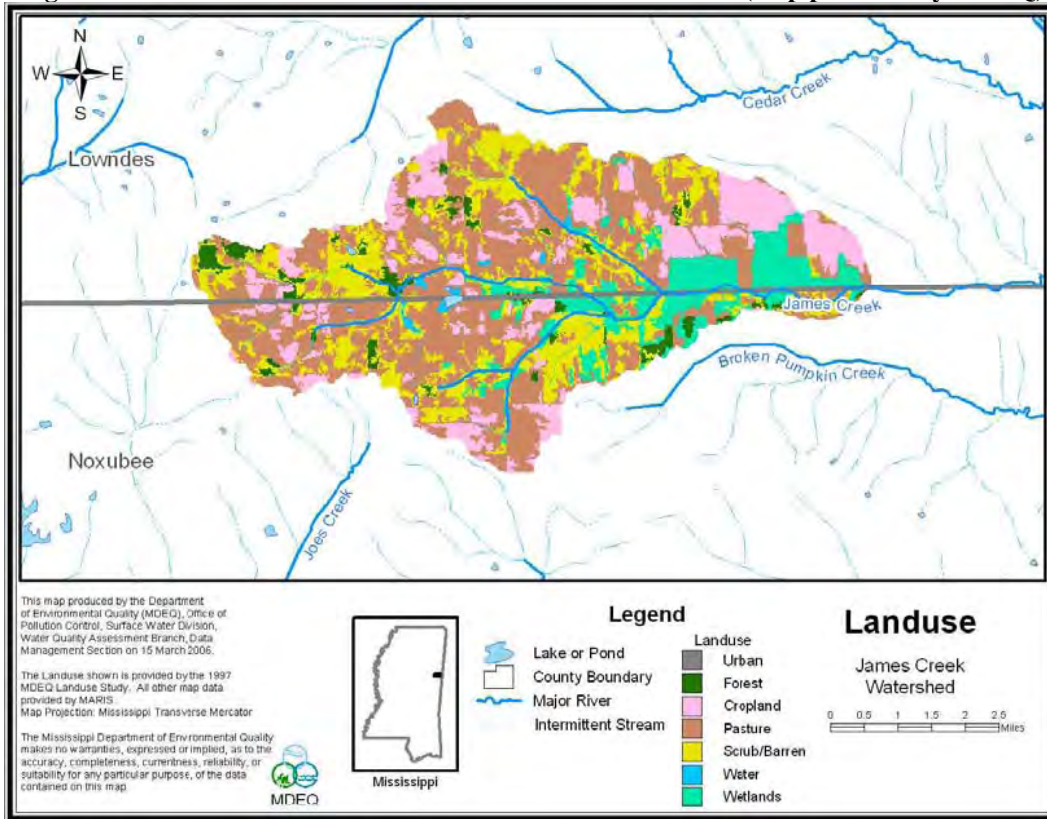 N
W E
S
Cedar Creek
Lowndes
James Creek
Broken Pumpkin Creek
Noxubee
Joes Creek
This map produced by the Department
of Environmental Quality (MDEQ), Office of
Pollution Control, Surface Water Division,
Water Quality Assessment Branch, Data
Management Section on 15 March 2006.
The Landuse shown is provided by the 1997
MDEQ Landuse Study. All other map data
provided by MARIS.
Map Projection: Mississippi Transverse Mercator
The Mississippi Department of Environmental Quality
makes no warranties, expressed or implied, as to the
accuracy, completeness, currentness, reliability, or
suitability for any particular purpose, of the data
contained on this map.
MDEQ
Mississippi
Legend
Lake or Pond
County Boundary
Major River
Intermittent Stream
Landuse
Urban
Forest
Cropland
Pasture
Scrub/Barren
Water
Wetlands
Landuse
James Creek
Watershed
0 0.5 1 1.5 2 2.5
Miles